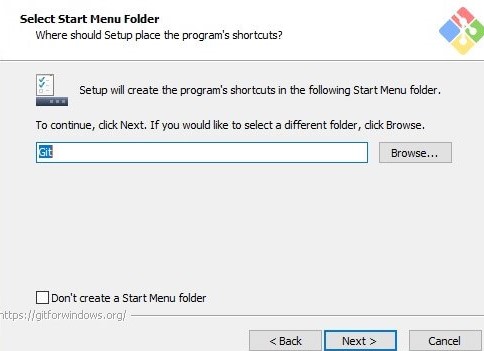 Select Start Menu Folder
Where should Setup place the program's shortcuts?
Setup will create the program's shortcuts in the following Start Menu folder.
To continue, click Next. If you would like to select a different folder, click Browse.
Git
Browse...
Don't create a Start Menu folder
https://gitforwindows.org/
< Back
Next >
Cancel